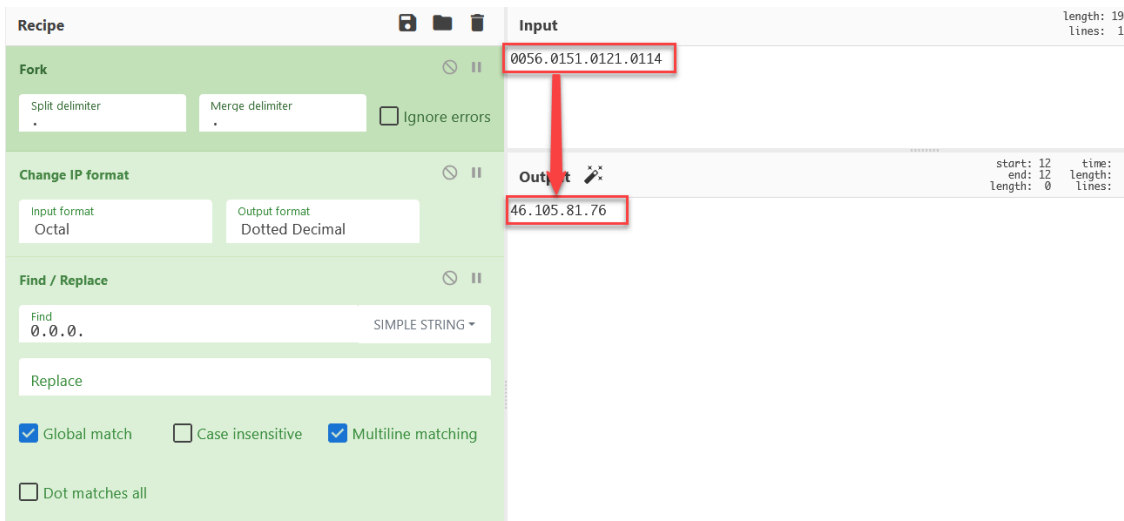 Recipe
Fork
Split delimiter
.
Merge delimiter
.
Ignore errors
Change IP format
Input format
Octal
Output format
Dotted Decimal
Find / Replace
Find
0.0.0.
SIMPLE STRING
Replace
Global match
Case insensitive
Multiline matching
Dot matches all
Input
length: 19
lines: 1
0056.0151.0121.0114
Output
start: 12
end: 12
length: 0
time:
length:
lines:
46.105.81.76